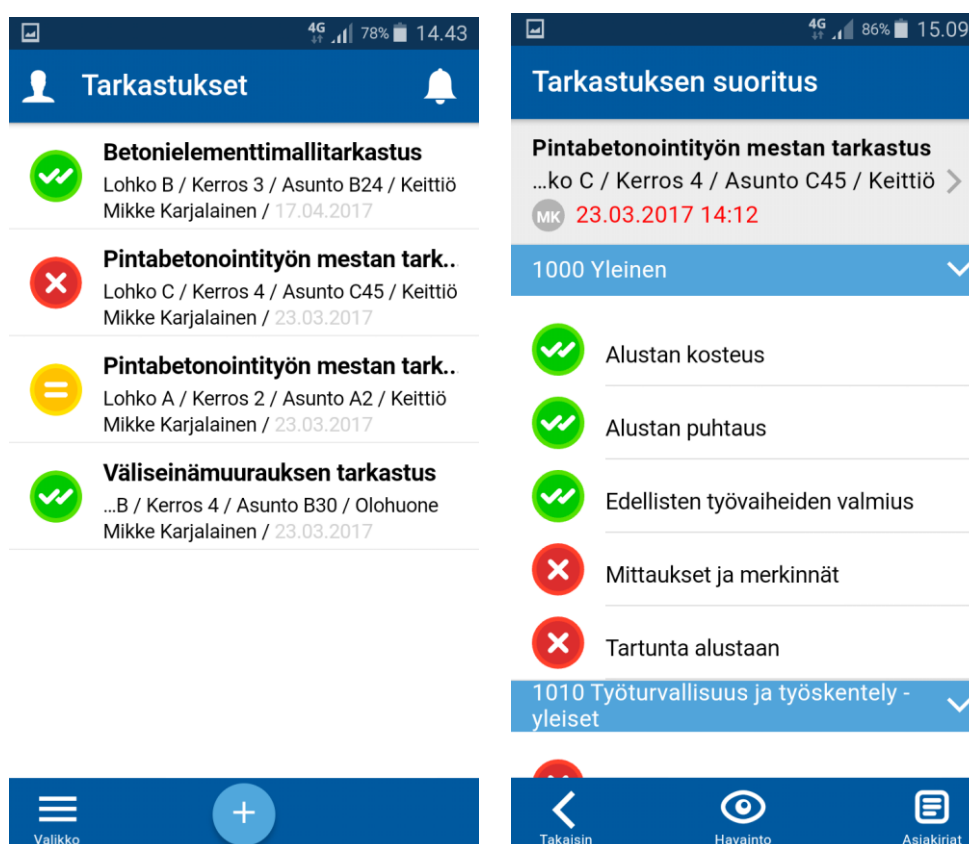 4G 78% 14.43
Tarkastukset
Betonielementtimallitarkastus
Lohko B / Kerros 3 / Asunto B24 / Keittiö
Mikke Karjalainen / 17.04.2017
Pintabetonointityön mestan tark..
Lohko C / Kerros 4 / Asunto C45 / Keittiö
Mikke Karjalainen / 23.03.2017
Pintabetonointityön mestan tark..
Lohko A / Kerros 2 / Asunto A2 / Keittiö
Mikke Karjalainen / 23.03.2017
Väliseinämuurauksen tarkastus
…B / Kerros 4 / Asunto B30 / Olohuone
Mikke Karjalainen / 23.03.2017
Valikko
4G 86% 15.09
Tarkastuksen suoritus
Pintabetonointityön mestan tarkastus
…ko C / Kerros 4 / Asunto C45 / Keittiö
MK 23.03.2017 14:12
1000 Yleinen
Alustan kosteus
Alustan puhtaus
Edellisten työvaiheiden valmius
Mittaukset ja merkinnät
Tartunta alustaan
1010 Työturvallisuus ja työskentely -
yleiset
Takaisin
Havainto
Asiakirjat